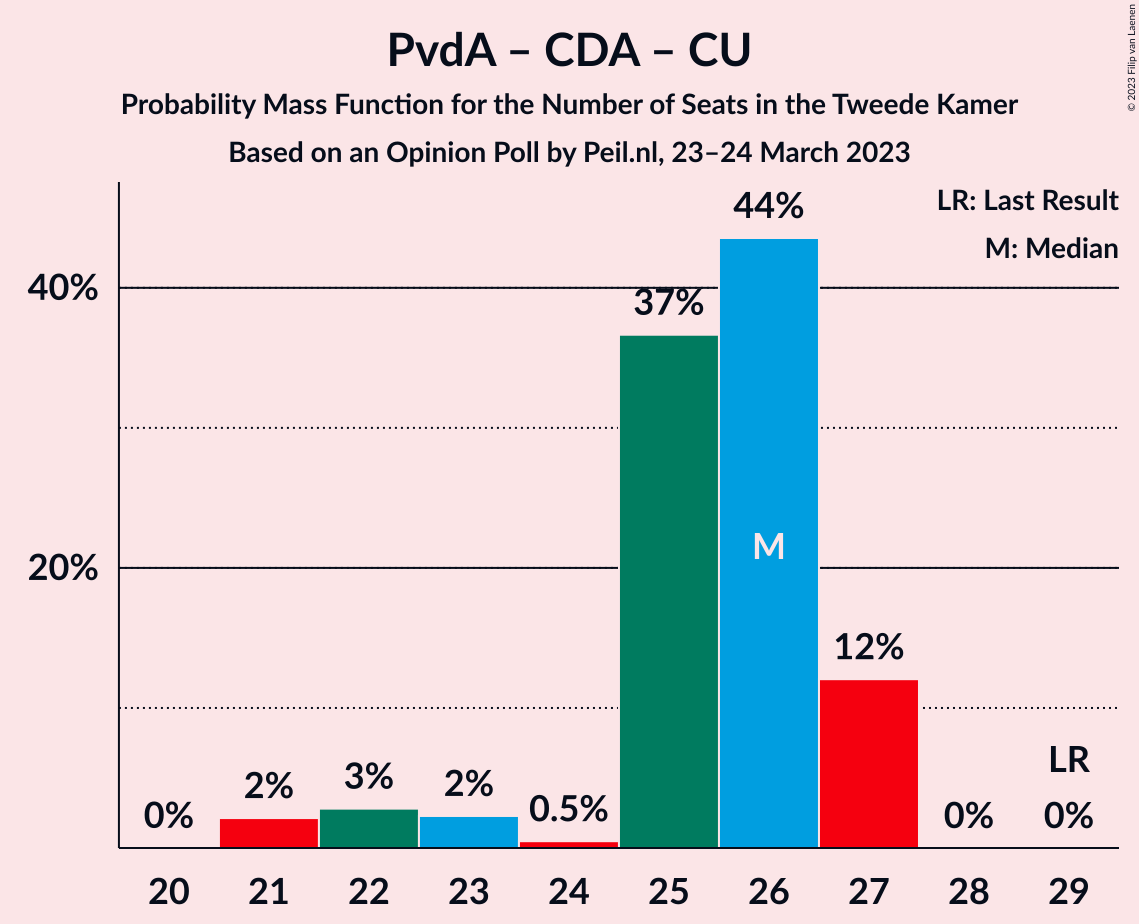 PvdA – CDA – CU
Probability Mass Function for the Number of Seats in the Tweede Kamer
Based on an Opinion Poll by Peil.nl, 23–24 March 2023
© 2023 Filip van Laenen
LR: Last Result
M: Median
40%
20%
0%
2%
3%
2%
0.5%
37%
44%
M
12%
0%
LR
0%
20 21 22 23 24 25 26 27 28 29